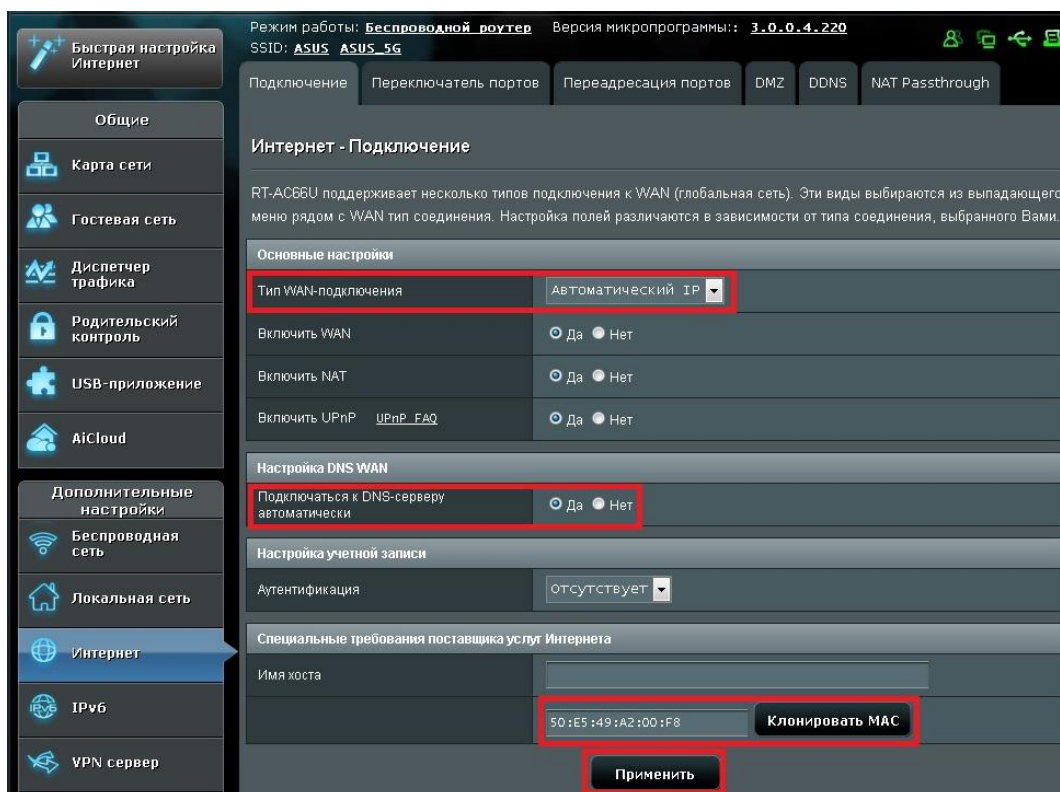 Быстрая настройка
Интернет
Режим работы: Беспроводной роутер Версия микропрограммы:: 3.0.0.4.220
SSID: ASUS ASUS_5G
Подключение Переключатель портов Переадресация портов DMZ DDNS NAT Passthrough
Общие
Карта сети
Гостевая сеть
Диспетчер
трафика
Родительский
контроль
USB-приложение
AiCloud
Дополнительные
настройки
Беспроводная
сеть
Локальная сеть
Интернет
IPv6
VPN сервер
Интернет - Подключение
RT-AC66U поддерживает несколько типов подключения к WAN (глобальная сеть). Эти виды выбираются из выпадающего
меню рядом с WAN тип соединения. Настройка полей различаются в зависимости от типа соединения, выбранного Вами.
Основные настройки
Тип WAN-подключения Автоматический IP
Включить WAN Да Нет
Включить NAT Да Нет
Включить UPnP UPnP FAQ Да Нет
Настройка DNS WAN
Подключаться к DNS-серверу
автоматически Да Нет
Настройка учетной записи
Аутентификация Отсутствует
Специальные требования поставщика услуг Интернета
Имя хоста
50:E5:49:A2:00:F8 Клонировать MAC
Применить